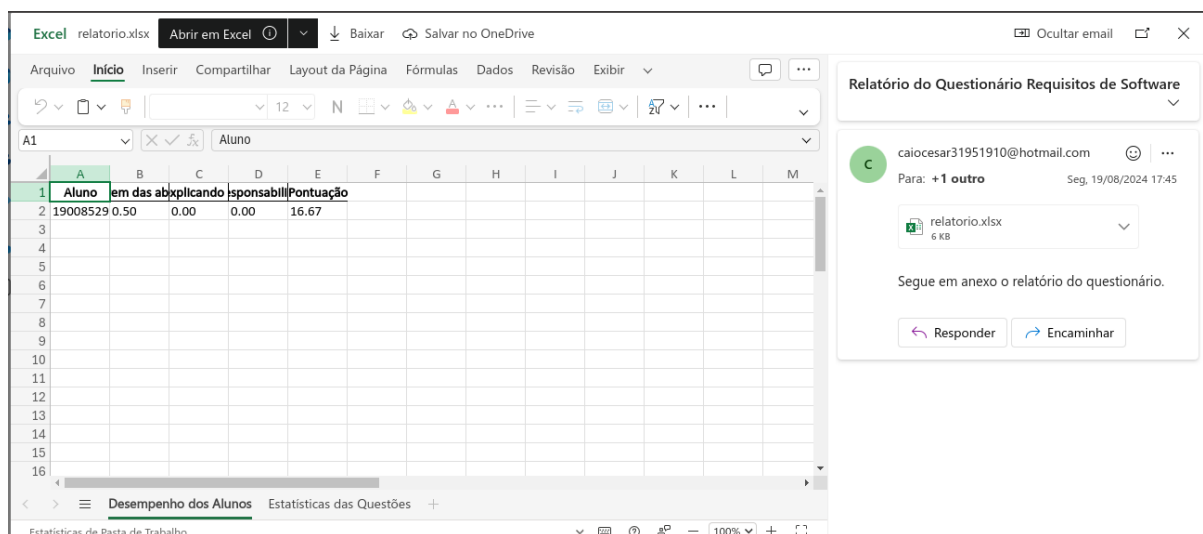 Excel relatorio.xlsx Abrir em Excel Baixar Salvar no OneDrive Ocultar email
Arquivo Início Inserir Compartilhar Layout da Página Fórmulas Dados Revisão Exibir
12 N
A1 fx Aluno
A B C D E F G H I J K L M
1 Aluno em das ab xplicando sponsabili Pontuação
2 19008529 0.50 0.00 0.00 16.67
3
4
5
6
7
8
9
10
11
12
13
14
15
16
Desempenho dos Alunos Estatísticas das Questões
Estatísticas de Pasta de Trabalho 100%
Relatório do Questionário Requisitos de Software
C
caiocesar31951910@hotmail.com
Para: +1 outro Seg, 19/08/2024 17:45
relatorio.xlsx
6 KB
Segue em anexo o relatório do questionário.
Responder Encaminhar